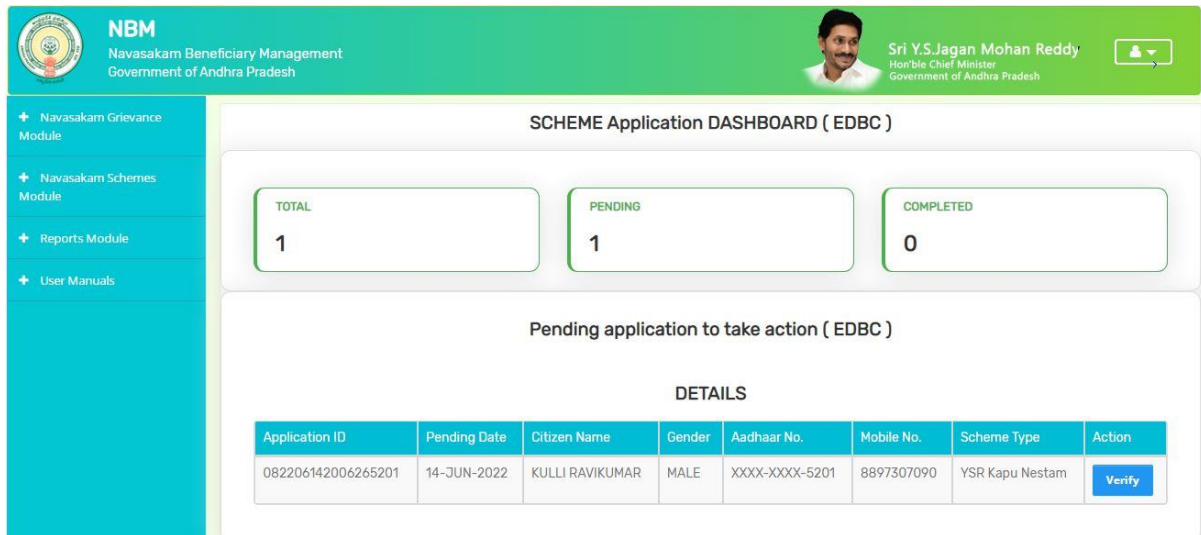 NBM
Navasakam Beneficiary Management
Government of Andhra Pradesh
Sri Y.S.Jagan Mohan Reddy
Hon'ble Chief Minister
Government of Andhra Pradesh
Navasakam Grievance
Module
Navasakam Schemes
Module
Reports Module
User Manuals
SCHEME Application DASHBOARD ( EDBC )
TOTAL PENDING COMPLETED
1 1 0
Pending application to take action ( EDBC )
DETAILS
Application ID Pending Date Citizen Name Gender Aadhaar No. Mobile No. Scheme Type Action
082206142006265201 14-JUN-2022 KULLI RAVIKUMAR MALE XXXX-XXXX-5201 8897307090 YSR Kapu Nestam Verify